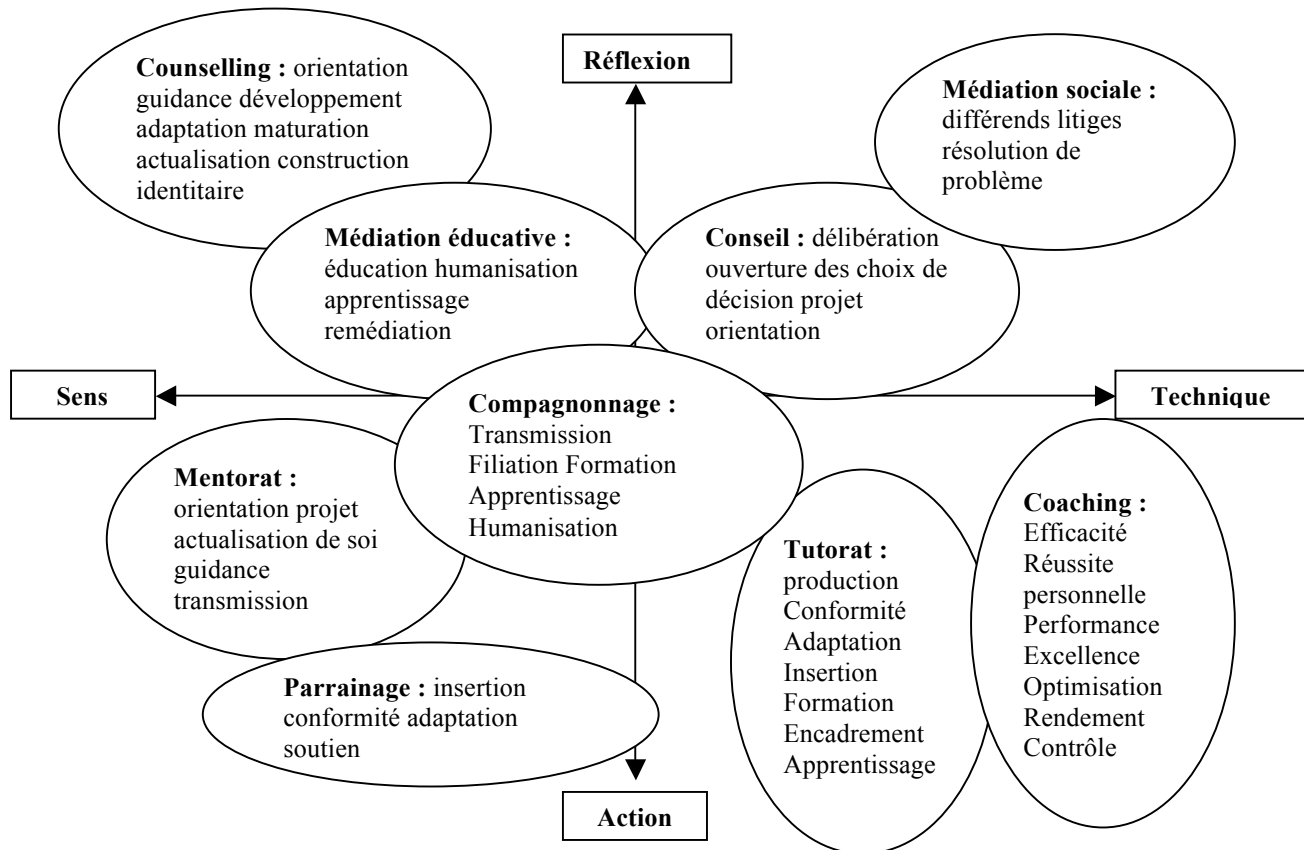 Réflexion
Counselling : orientation
guidance développement
adaptation maturation
actualisation construction
identitaire
Médiation sociale :
différends litiges
résolution de
problème
Médiation éducative :
éducation humanisation
apprentissage
remédiation
Conseil : délibération
ouverture des choix de
décision projet
orientation
Sens
Technique
Compagnonnage :
Transmission
Filiation Formation
Apprentissage
Humanisation
Mentorat :
orientation projet
actualisation de soi
guidance
transmission
Tutorat :
production
Conformité
Adaptation
Insertion
Formation
Encadrement
Apprentissage
Coaching :
Efficacité
Réussite
personnelle
Performance
Excellence
Optimisation
Rendement
Contrôle
Parrainage : insertion
conformité adaptation
soutien
Action